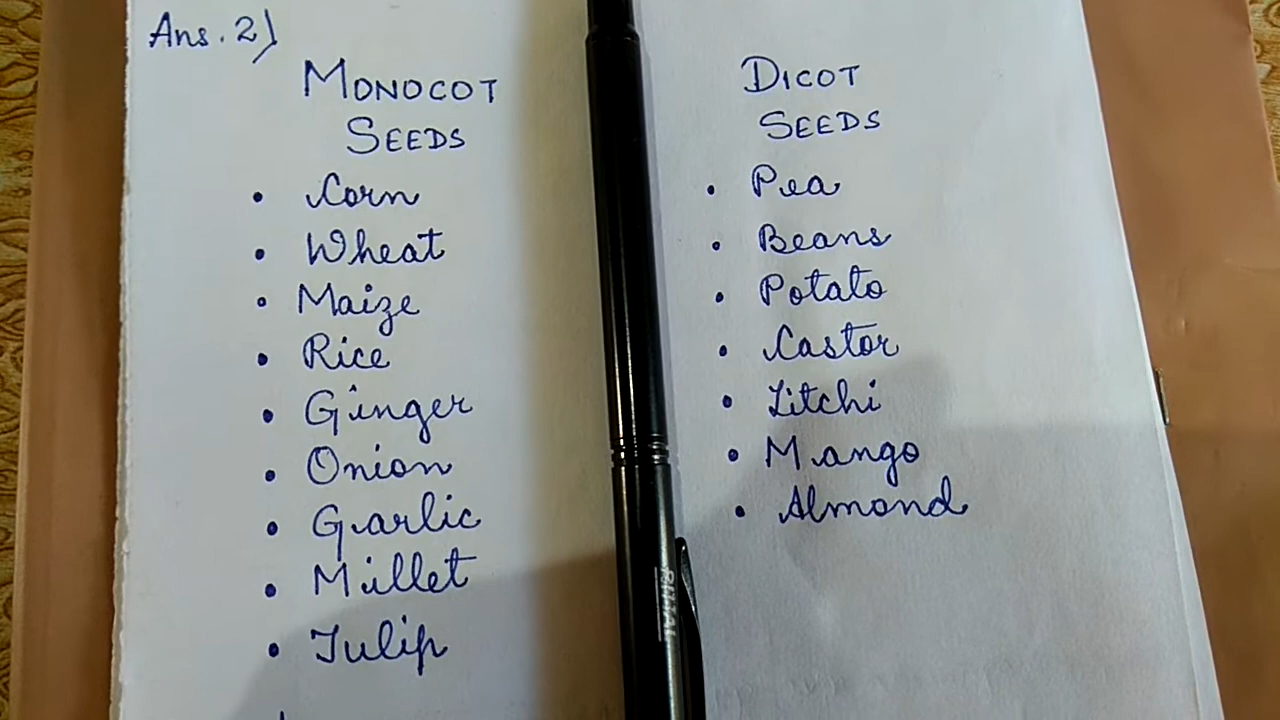 Ans. 2)
MONOCOT
SEEDS
• Corn
• Wheat
• Maize
• Rice
• Ginger
• Onion
• Garlic
• Millet
• Tulip
DICOT
SEEDS
• Pea
• Beans
• Potato
• Castor
• Litchi
• Mango
• Almond